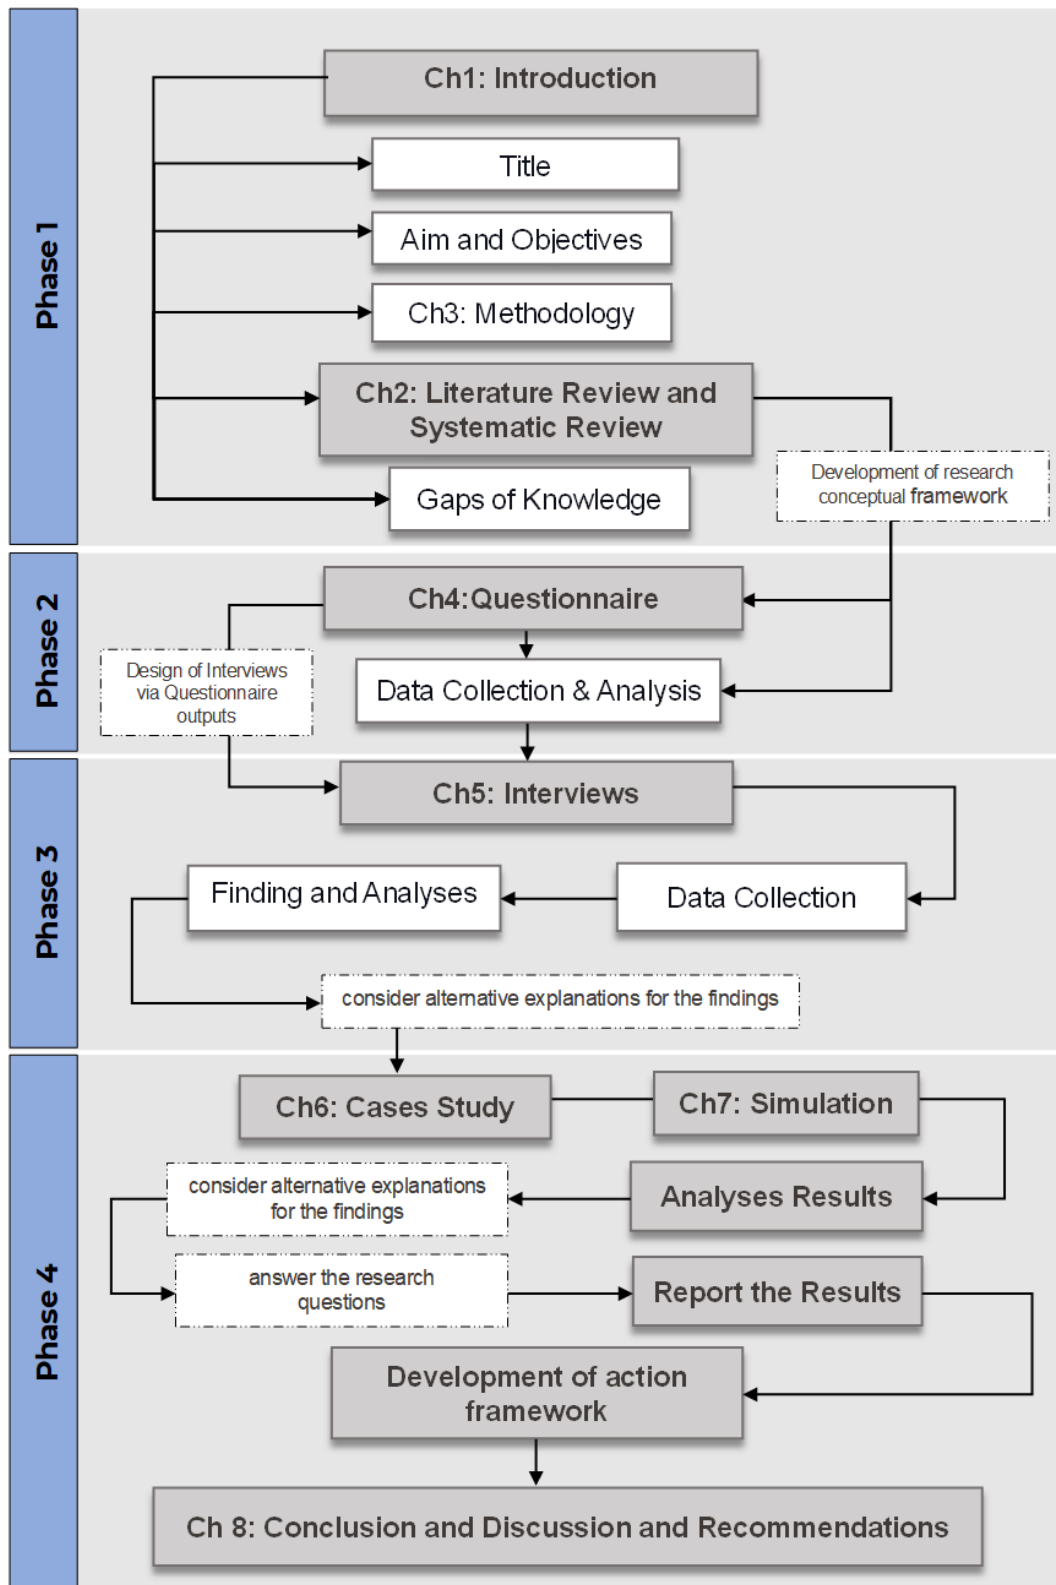 Phase 1
Ch1: Introduction
Title
Aim and Objectives
Ch3: Methodology
Ch2: Literature Review and
Systematic Review
Development of research
conceptual framework
Gaps of Knowledge
Phase 2
Ch4:Questionnaire
Design of Interviews
via Questionnaire
outputs
Data Collection & Analysis
Phase 3
Ch5: Interviews
Finding and Analyses
Data Collection
consider alternative explanations for the findings
Phase 4
Ch6: Cases Study
Ch7: Simulation
consider alternative explanations
for the findings
Analyses Results
answer the research
questions
Report the Results
Development of action
framework
Ch 8: Conclusion and Discussion and Recommendations